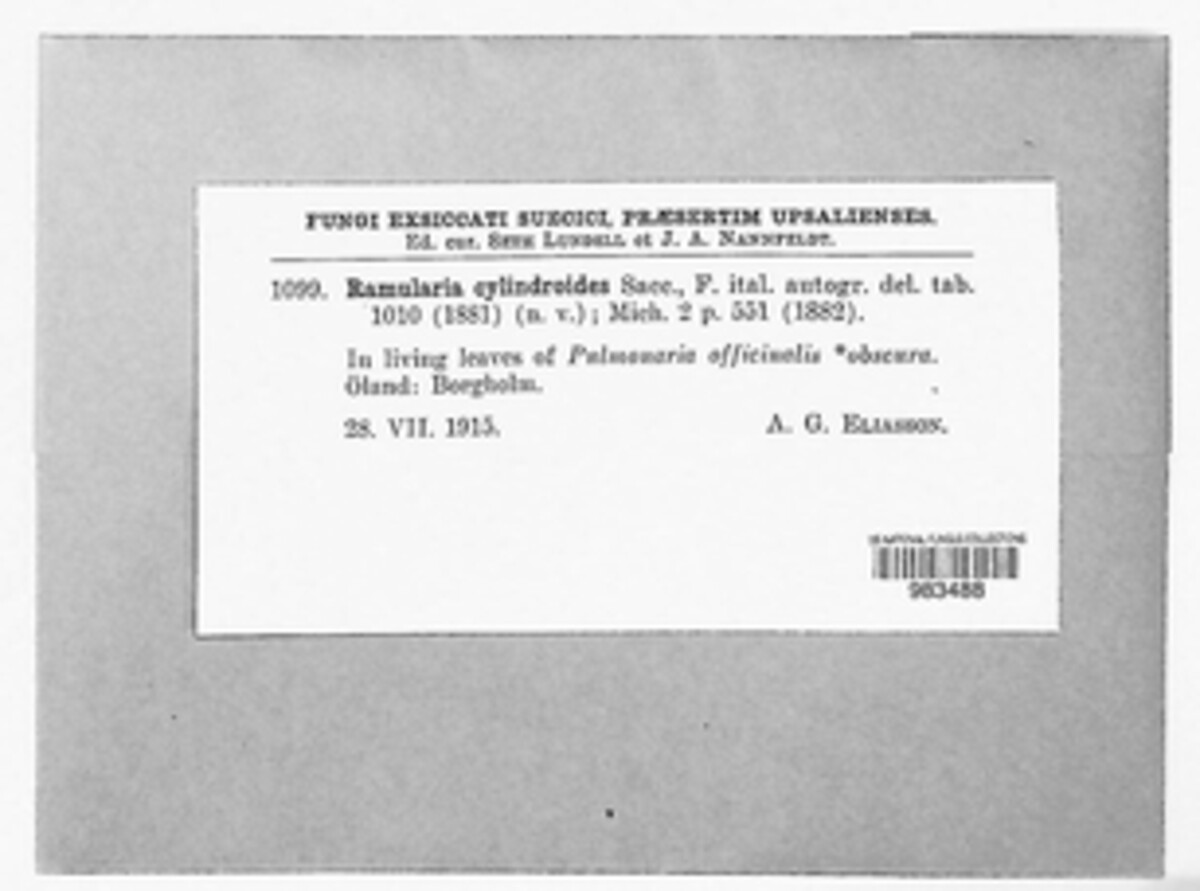 FUNGI EXSICCATI SUECICI, PRÆSERTIM UPSALIENSES.
Ed. cur. SETH LUNDELL et J. A. NANNFELDT.
1099. Ramularia cylindroides Sacc., F. ital. autogr. del. tab.
1010 (1881) (n. v.); Mich. 2 p. 551 (1882).
In living leaves of Pulmonaria officinalis *obscura.
Öland: Borgholm.
28. VII. 1915. A. G. ELIASSON.
983488